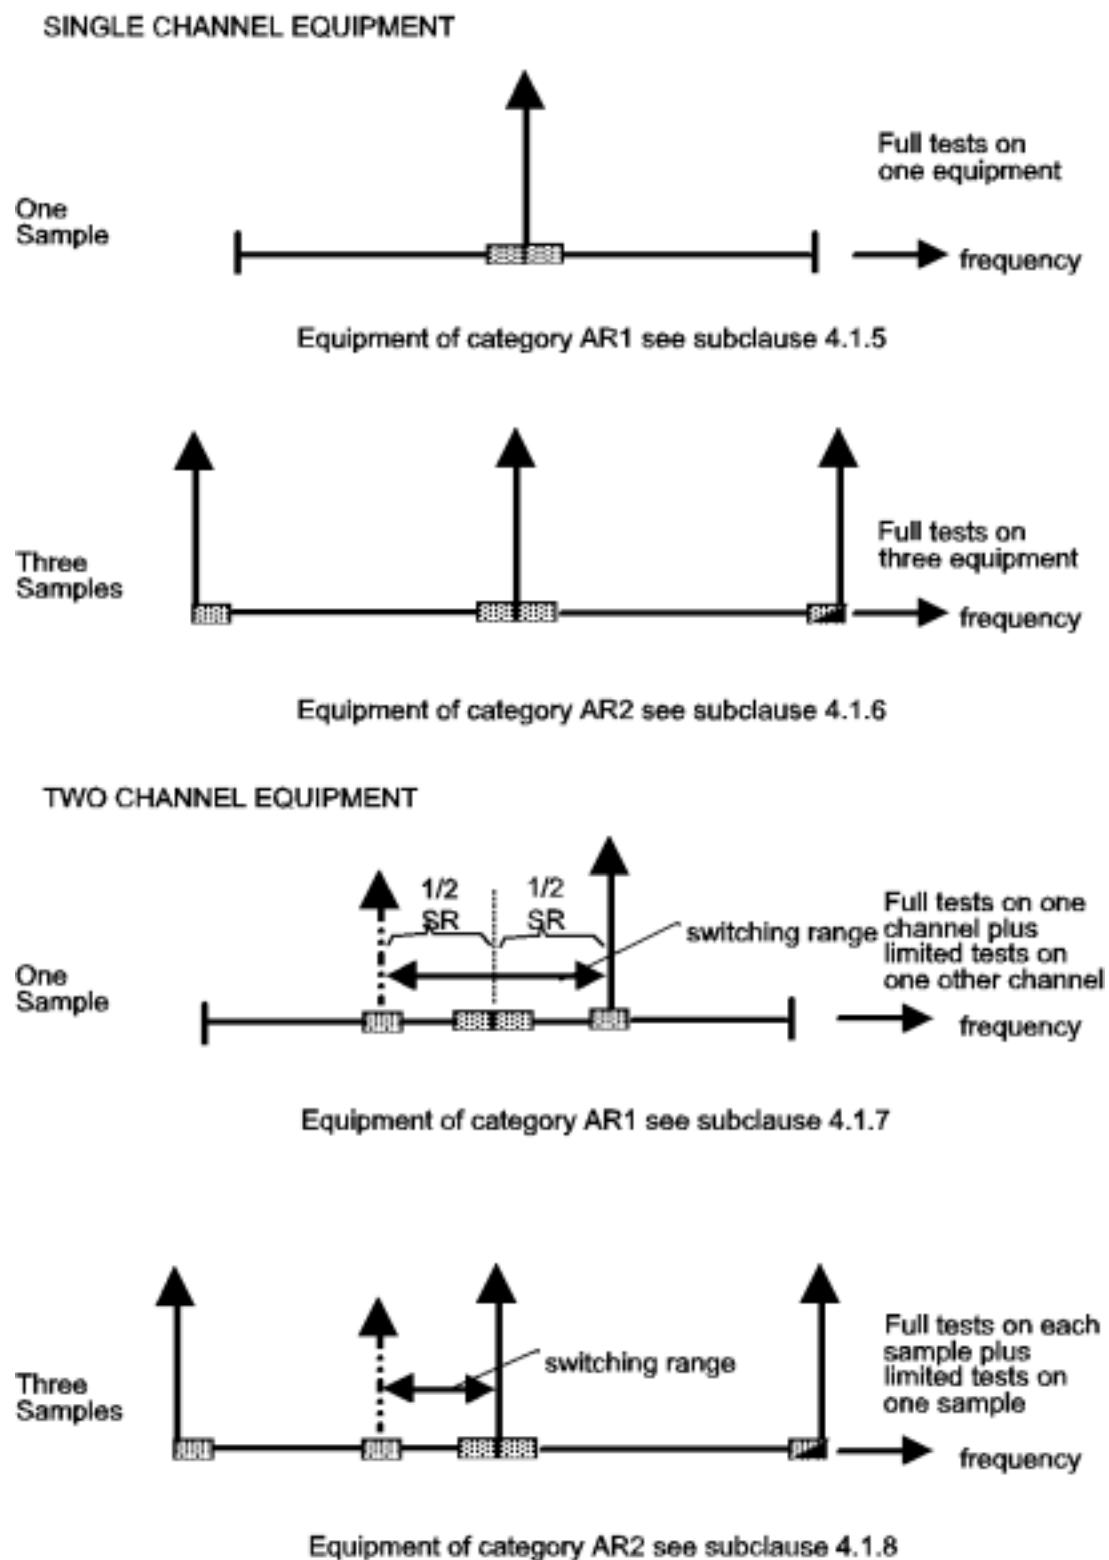 SINGLE CHANNEL EQUIPMENT
Full tests on
one equipment
One
Sample
frequency
Equipment of category AR1 see subclause 4.1.5
Full tests on
three equipment
Three
Samples
frequency
Equipment of category AR2 see subclause 4.1.6
TWO CHANNEL EQUIPMENT
1/2
SR
1/2
SR
switching range
Full tests on one
channel plus
limited tests on
one other channel
One
Sample
frequency
Equipment of category AR1 see subclause 4.1.7
switching range
Full tests on each
sample plus
limited tests on
one sample
Three
Samples
frequency
Equipment of category AR2 see subclause 4.1.8